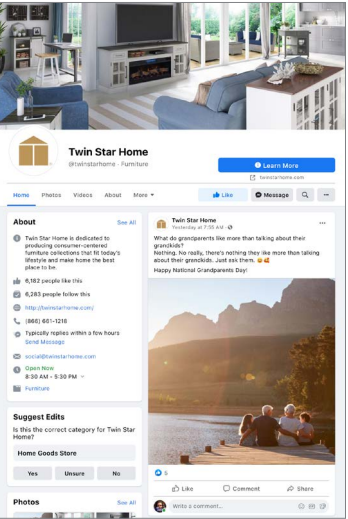 Twin Star Home
@twinstarhome · Furniture
Learn More
twinstarhome.com
Home
Photos
Videos
About
More
Like
Message
About
See All
Twin Star Home is dedicated to
producing consumer-centered
furniture collections that fit today's
lifestyle and make home the best
place to be.
6,182 people like this
6,283 people follow this
http://twinstarhome.com/
(866) 661-1218
Typically replies within a few hours
Send Message
social@twinstarhome.com
Open Now
8:30 AM - 5:30 PM
Furniture
Suggest Edits
Is this the correct category for Twin Star
Home?
Home Goods Store
Yes
Unsure
No
Photos
See All
Twin Star Home
Yesterday at 7:55 AM ·
What do grandparents like more than talking about their
grandkids?
Nothing. No really, there's nothing they like more than talking
about their grandkids. Just ask them.
Happy National Grandparents Day!
5
Like
Comment
Share
Write a comment...